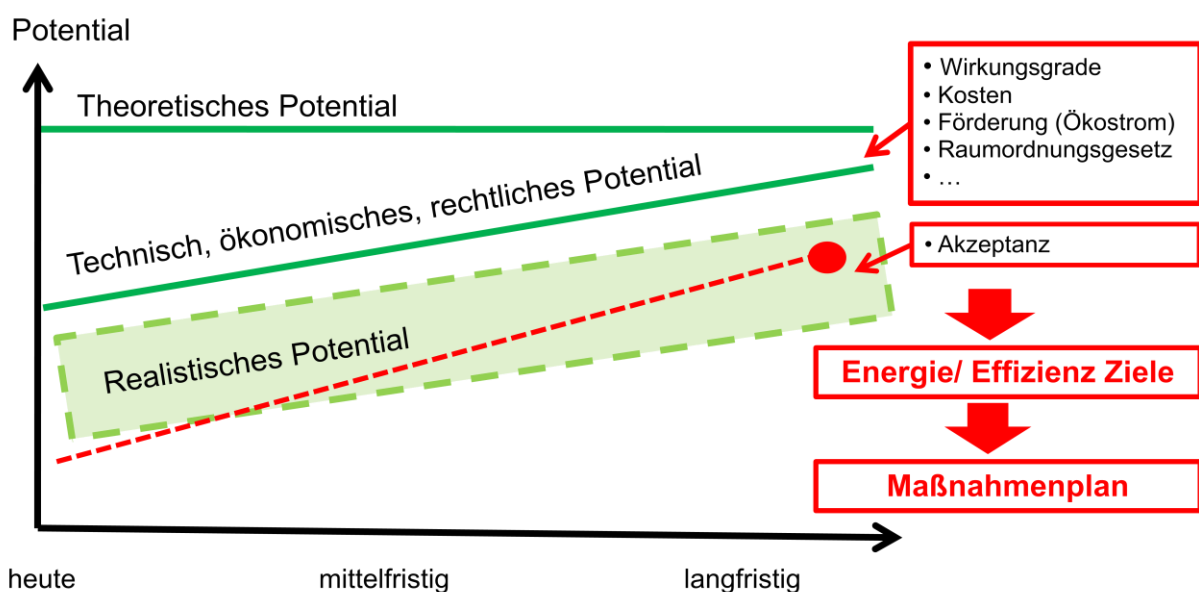 Potential
Theoretisches Potential
Technisch, ökonomisches, rechtliches Potential
Realistisches Potential
• Wirkungsgrade
• Kosten
• Förderung (Ökostrom)
• Raumordnungsgesetz
• …
• Akzeptanz
Energie/ Effizienz Ziele
Maßnahmenplan
heute
mittelfristig
langfristig